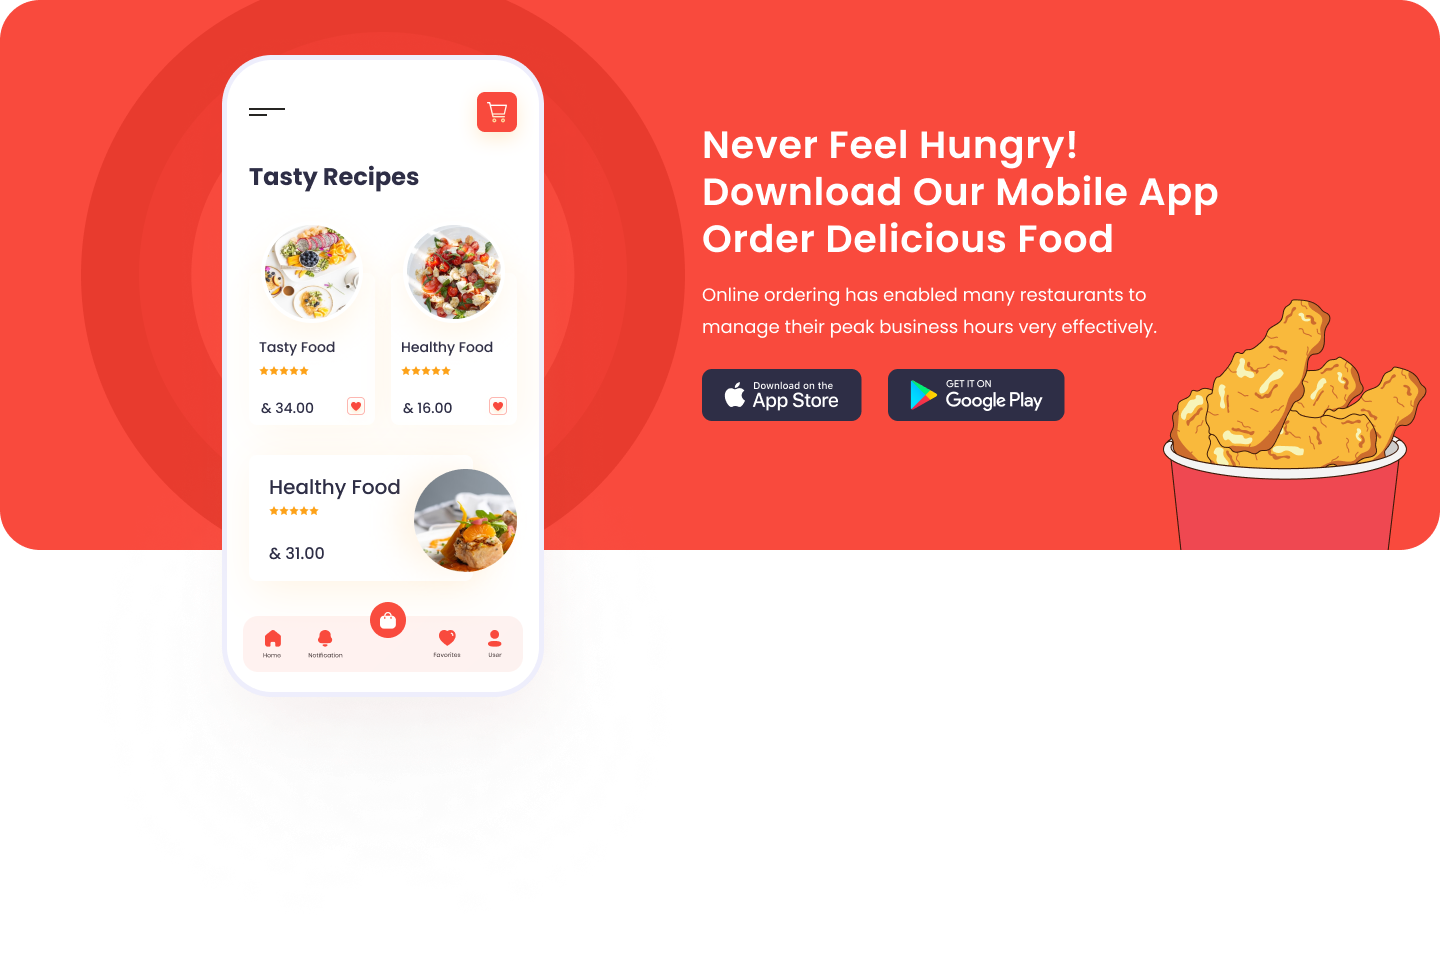 Tasty Recipes
Tasty Food
& 34.00
Healthy Food
& 16.00
Healthy Food
& 31.00
Home
Notification
Favorites
User
Never Feel Hungry!
Download Our Mobile App
Order Delicious Food
Online ordering has enabled many restaurants to
manage their peak business hours very effectively.
Download on the
App Store
GET IT ON
Google Play